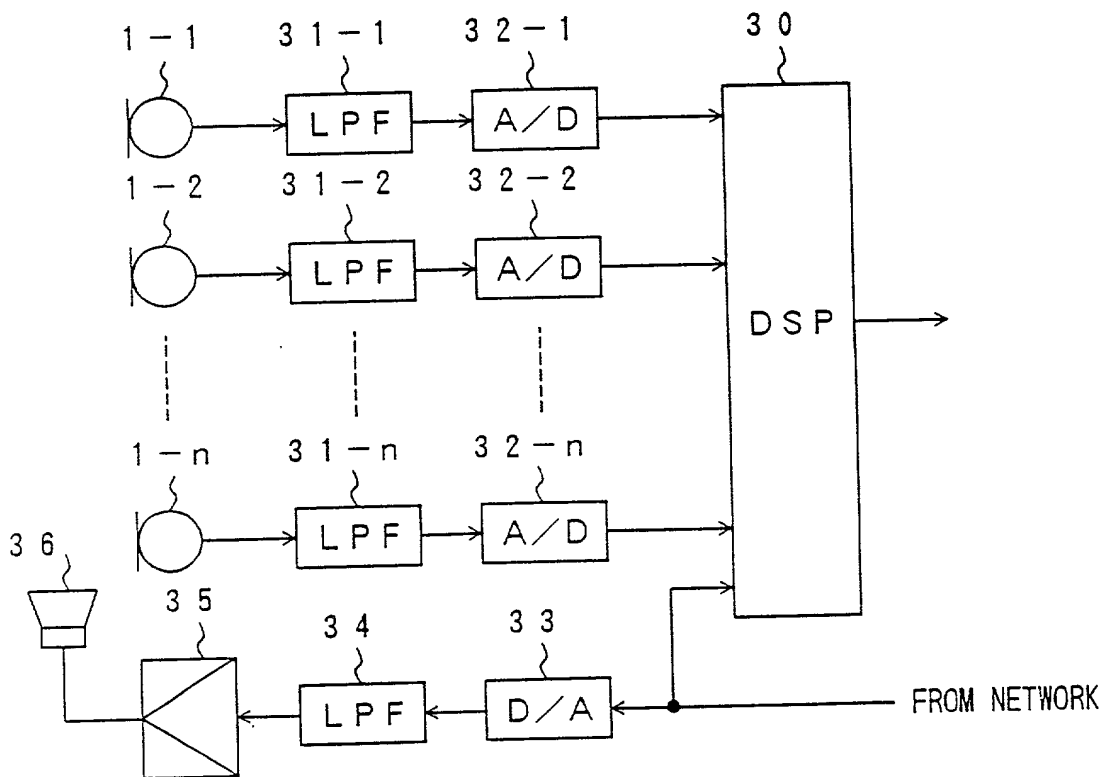 1-1 31-1 32-1 30
LPF A/D
1-2 31-2 32-2
LPF A/D
DSP
1-n 31-n 32-n
LPF A/D
36
35 34 33
LPF D/A FROM NETWORK